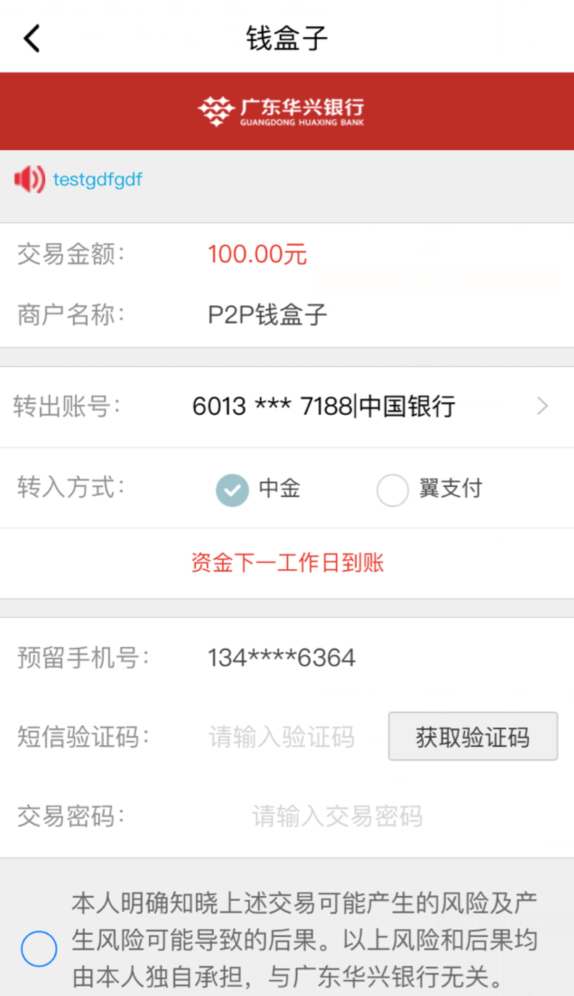 钱盒子
广东华兴银行
GUANGDONG HUAXING BANK
testgdfgdf
交易金额: 100.00元
商户名称: P2P钱盒子
转出账号: 6013 *** 7188|中国银行
转入方式: 中金 翼支付
资金下一工作日到账
预留手机号: 134****6364
短信验证码: 请输入验证码 获取验证码
交易密码: 请输入交易密码
本人明确知晓上述交易可能产生的风险及产
生风险可能导致的后果。以上风险和后果均
由本人独自承担，与广东华兴银行无关。